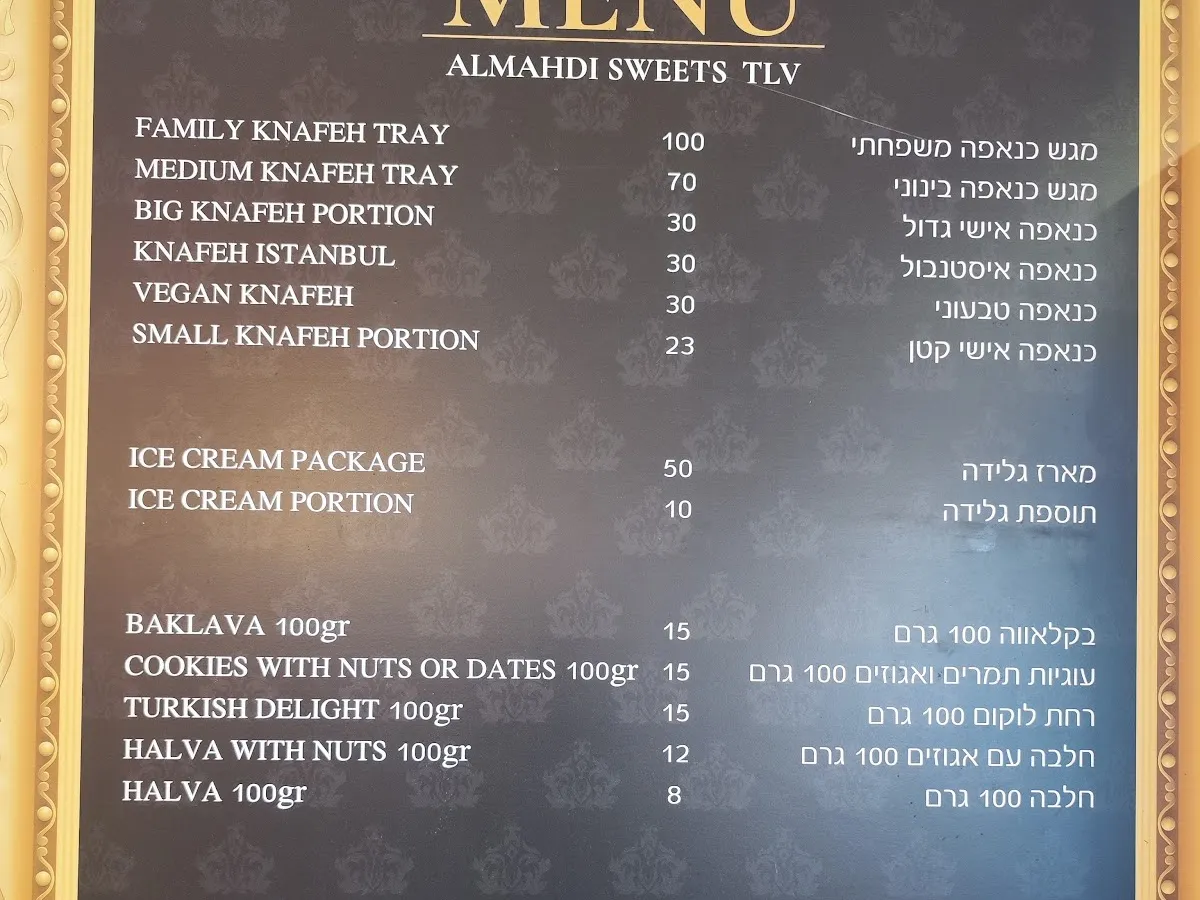 MENU
ALMAHDI SWEETS TLV
FAMILY KNAFEH TRAY 100 מגש כנאפה משפחתי
MEDIUM KNAFEH TRAY 70 מגש כנאפה בינוני
BIG KNAFEH PORTION 30 כנאפה אישי גדול
KNAFEH ISTANBUL 30 כנאפה איסטנבול
VEGAN KNAFEH 30 כנאפה טבעוני
SMALL KNAFEH PORTION 23 כנאפה אישי קטן
ICE CREAM PACKAGE 50 מארז גלידה
ICE CREAM PORTION 10 תוספת גלידה
BAKLAVA 100gr 15 בקלאווה 100 גרם
COOKIES WITH NUTS OR DATES 100gr 15 עוגיות תמרים ואגוזים 100 גרם
TURKISH DELIGHT 100gr 15 רחת לוקום 100 גרם
HALVA WITH NUTS 100gr 12 חלבה עם אגוזים 100 גרם
HALVA 100gr 8 חלבה 100 גרם